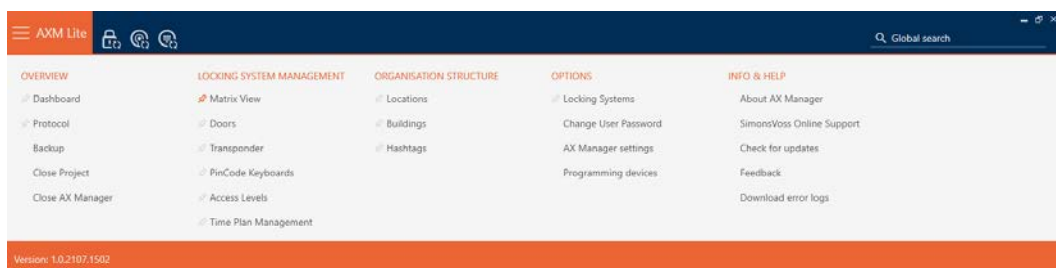 AXM Lite
Global search
OVERVIEW
Dashboard
Protocol
Backup
Close Project
Close AX Manager
LOCKING SYSTEM MANAGEMENT
Matrix View
Doors
Transponder
PinCode Keyboards
Access Levels
Time Plan Management
ORGANISATION STRUCTURE
Locations
Buildings
Hashtags
OPTIONS
Locking Systems
Change User Password
AX Manager settings
Programming devices
INFO & HELP
About AX Manager
SimonsVoss Online Support
Check for updates
Feedback
Download error logs
Version: 1.0.2107.1502